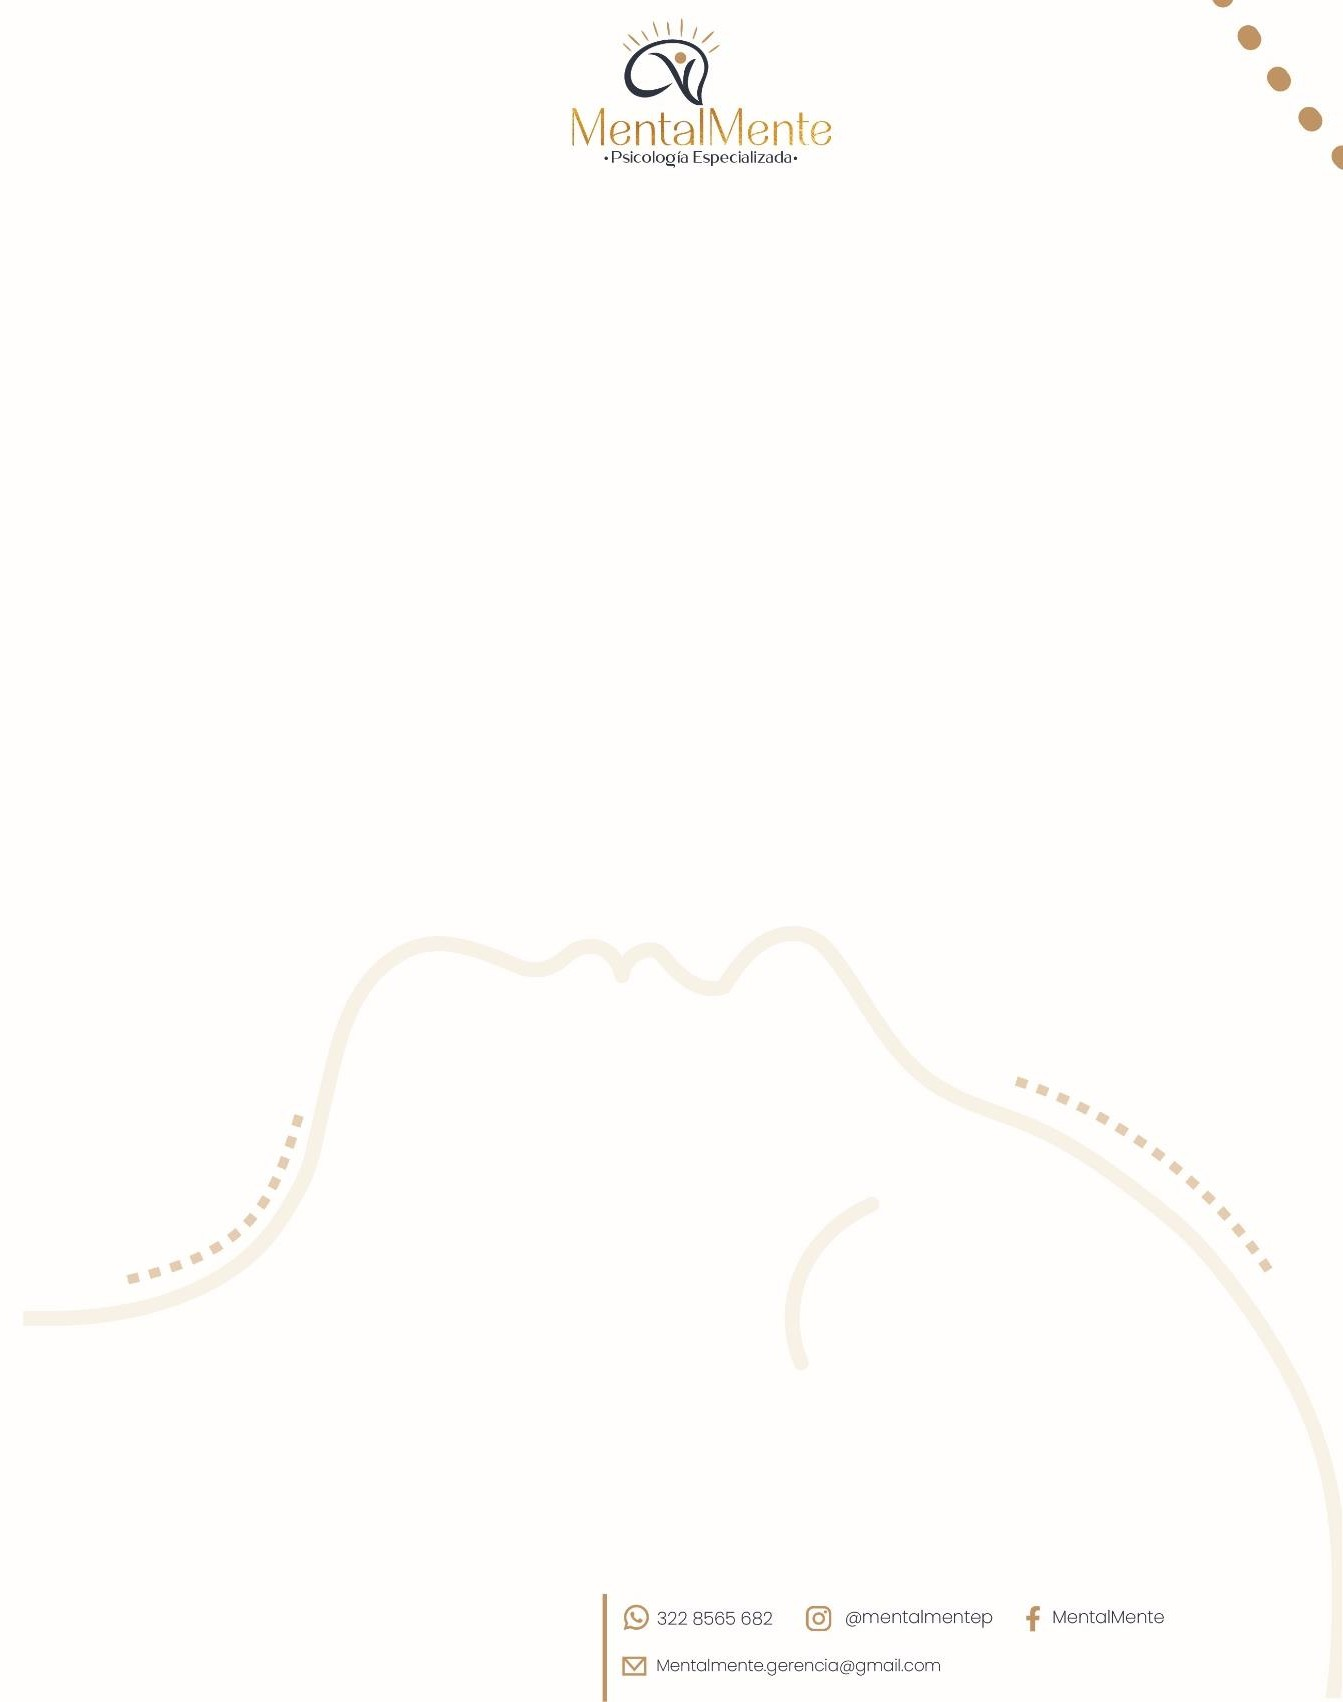 MentalMente
•Psicología Especializada•
322 8565 682 @mentalmentep MentalMente
Mentalmente.gerencia@gmail.com